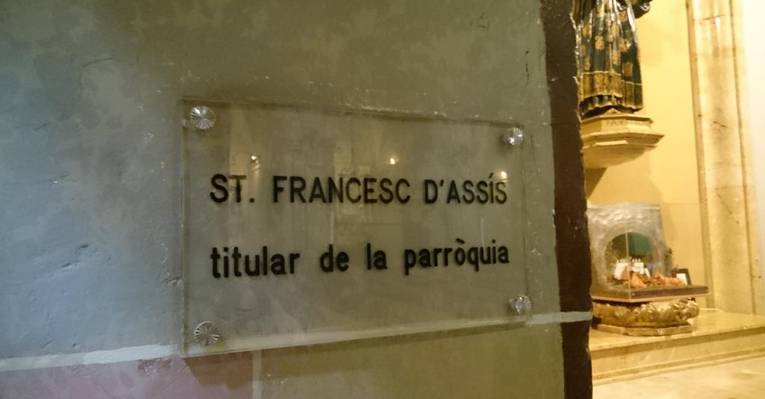 ST. FRANCESC D'ASSÍS
titular de la parròquia